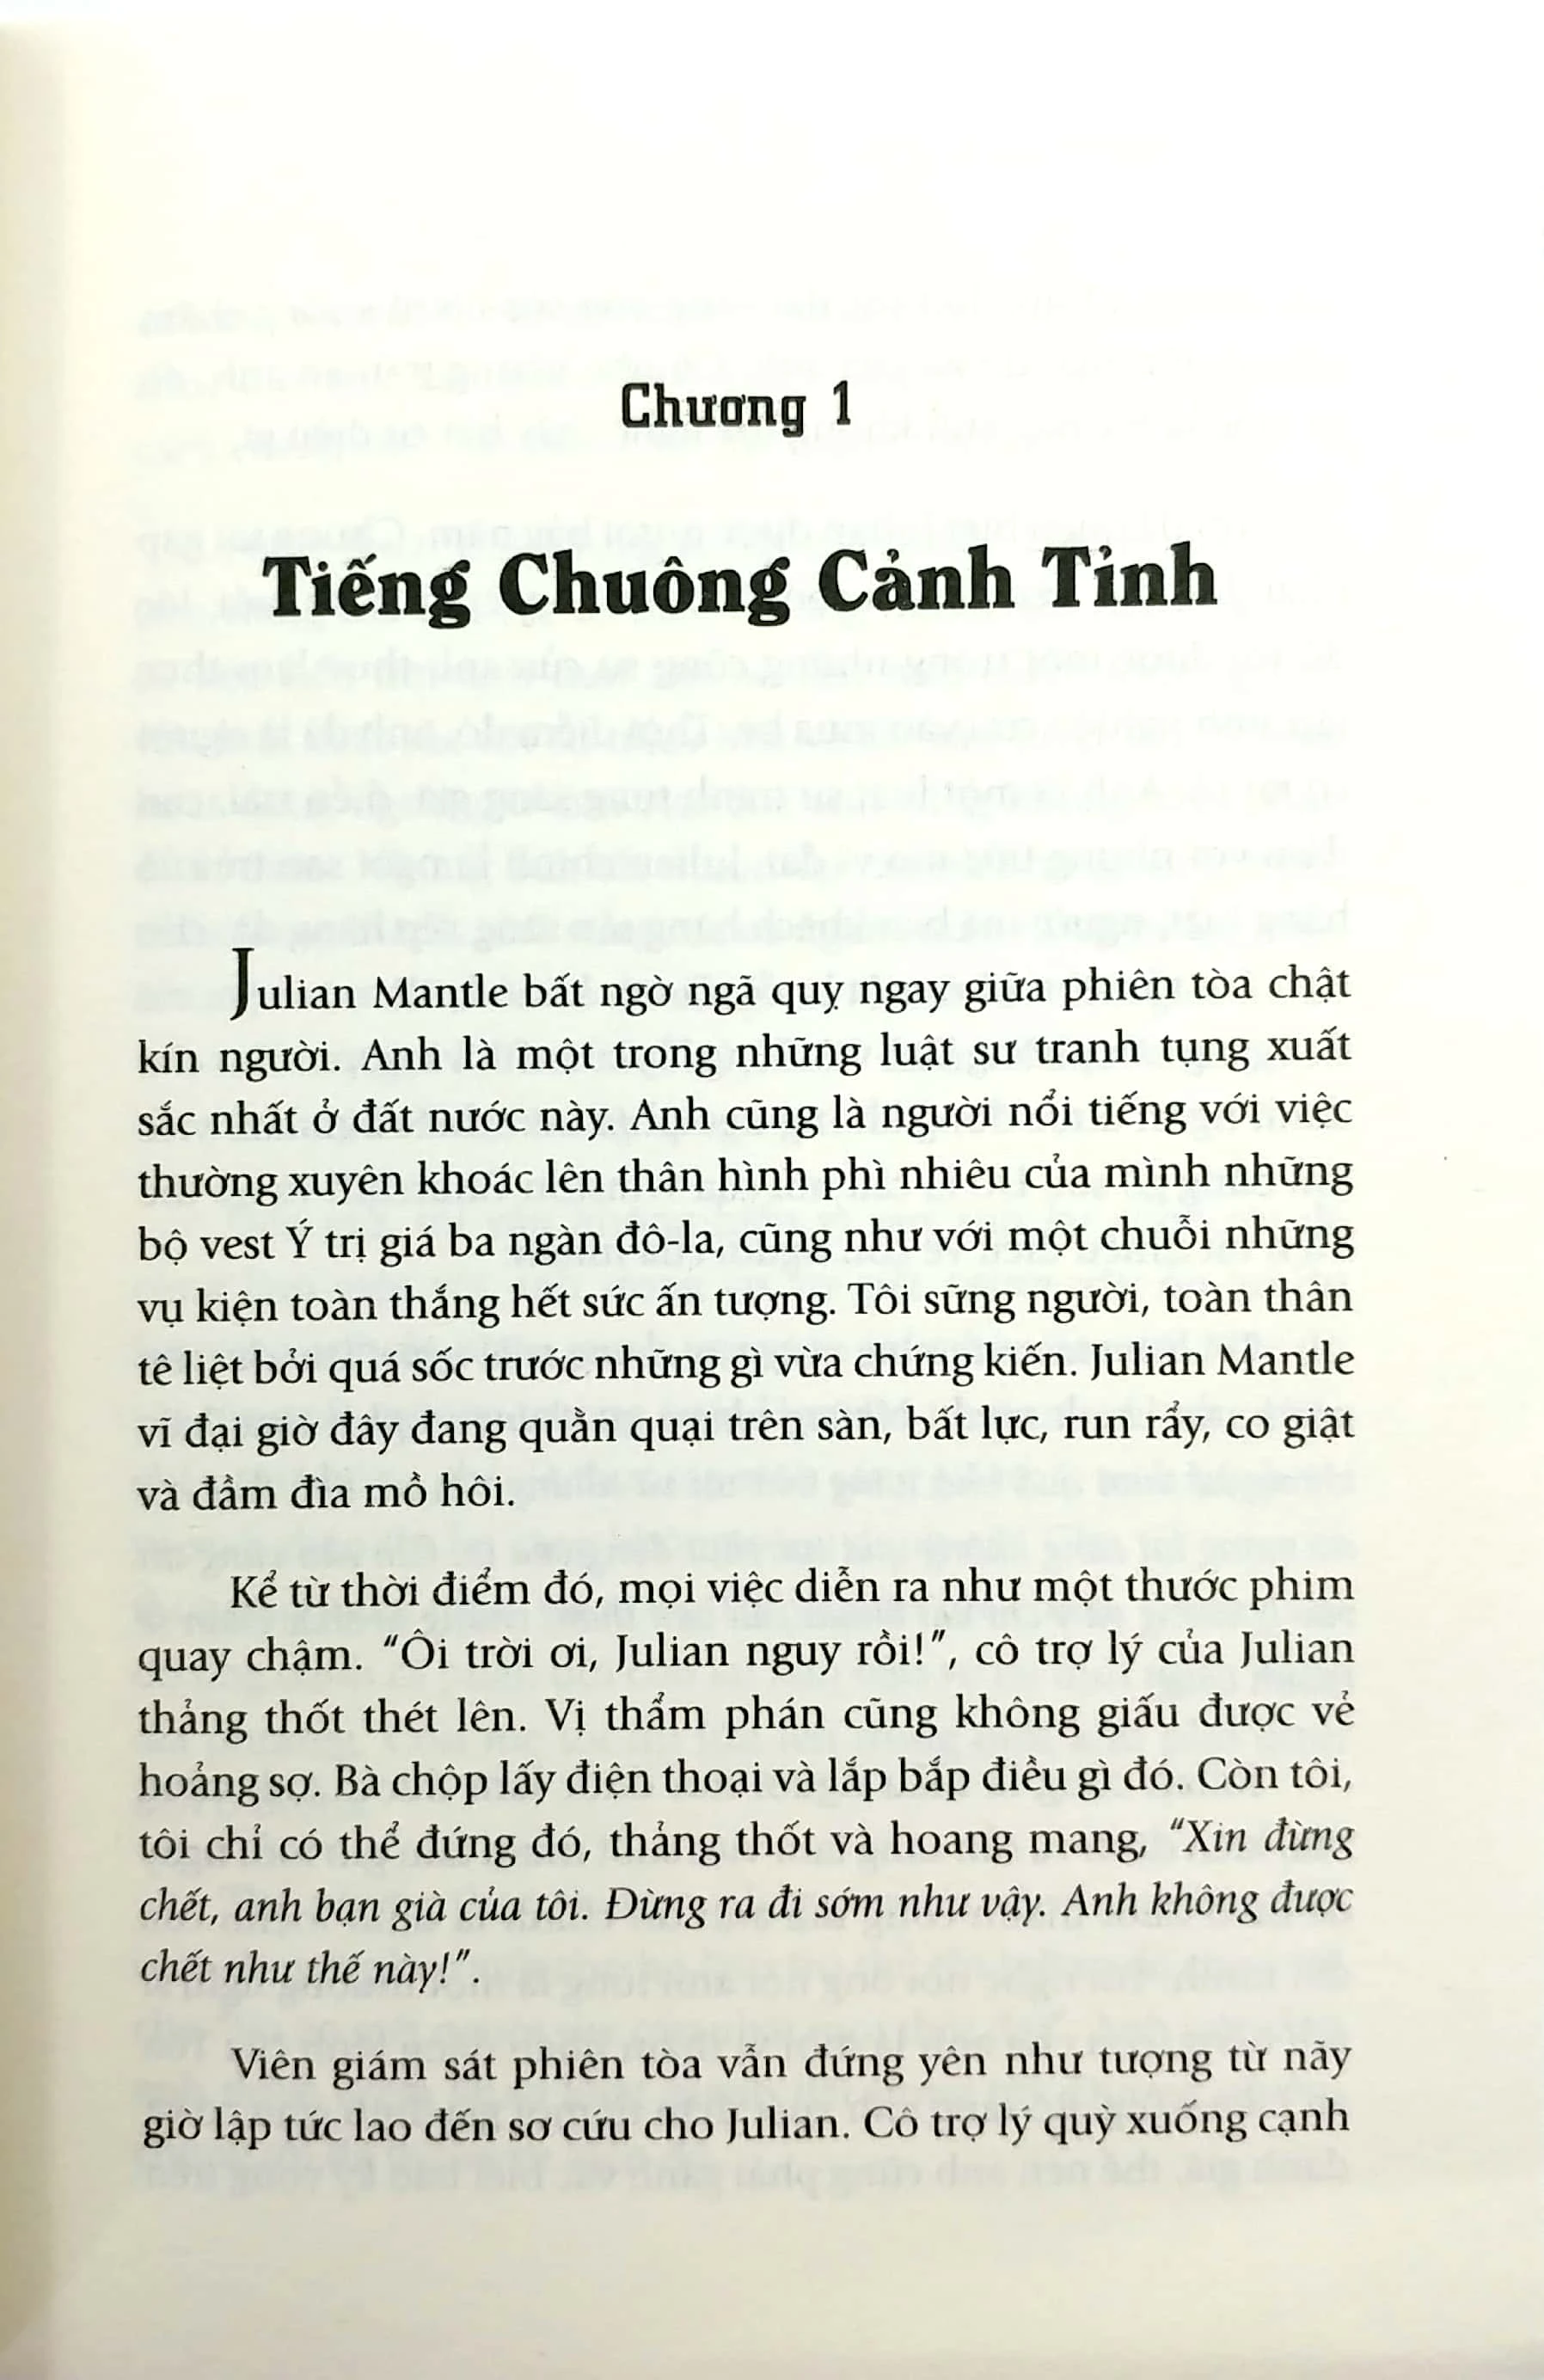 Chương 1
Tiếng Chuông Cảnh Tỉnh
Julian Mantle bất ngờ ngã quỵ ngay giữa phiên tòa chật
kín người. Anh là một trong những luật sư tranh tụng xuất
sắc nhất ở đất nước này. Anh cũng là người nổi tiếng với việc
thường xuyên khoác lên thân hình phì nhiêu của mình những
bộ vest Ý trị giá ba ngàn đô-la, cũng như với một chuỗi những
vụ kiện toàn thắng hết sức ấn tượng. Tôi sững người, toàn thân
tê liệt bởi quá sốc trước những gì vừa chứng kiến. Julian Mantle
vĩ đại giờ đây đang quằn quại trên sàn, bất lực, run rẩy, co giật
và đầm đìa mồ hôi.
Kể từ thời điểm đó, mọi việc diễn ra như một thước phim
quay chậm. “Ôi trời ơi, Julian nguy rồi!”, cô trợ lý của Julian
thảng thốt thét lên. Vị thẩm phán cũng không giấu được vẻ
hoảng sợ. Bà chộp lấy điện thoại và lắp bắp điều gì đó. Còn tôi,
tôi chỉ có thể đứng đó, thảng thốt và hoang mang, “Xin đừng
chết, anh bạn già của tôi. Đừng ra đi sớm như vậy. Anh không được
chết như thế này!”.
Viên giám sát phiên tòa vẫn đứng yên như tượng từ nãy
giờ lập tức lao đến sơ cứu cho Julian. Cô trợ lý quỳ xuống cạnh